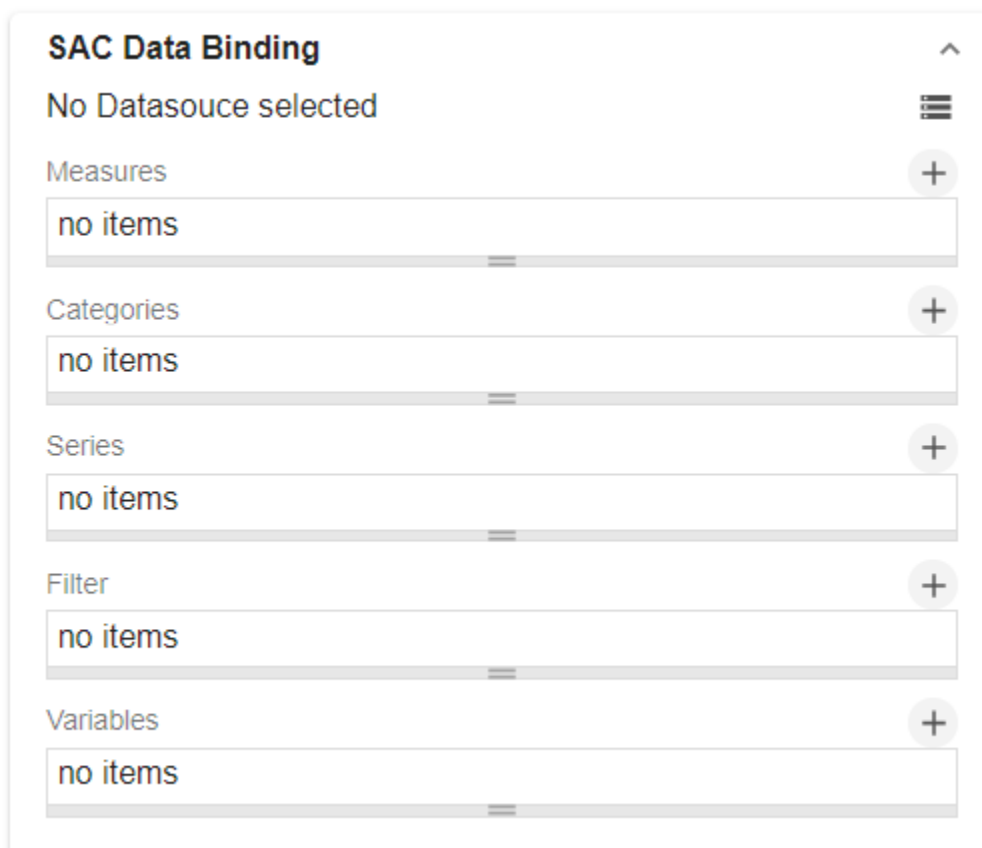 SAC Data Binding
No Datasouce selected
Measures
no items
Categories
no items
Series
no items
Filter
no items
Variables
no items